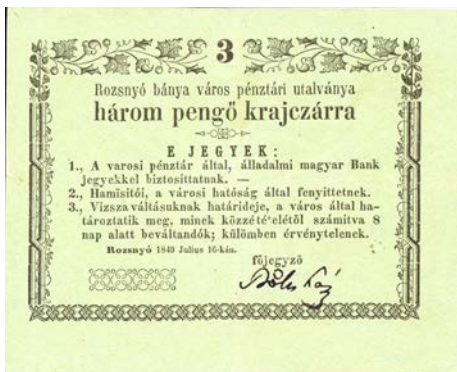 3
Rozsnyó bánya város pénztári utalványa
három pengő krajczárra
E JEGYEK:
1., A varosi pénztár által, álladalmi magyar Bank
jegyekkel biztosittatnak. —
2., Hamisitói, a városi hatóság által fenyittetnek.
3., Vizsza váltásuknak határideje, a város által ha-
tároztatik meg, minek közzétételétől számitva 8
nap alatt beváltandók; külömben érvénytelenek.
Rozsnyó 1849 Julius 16-kán.
főjegyző